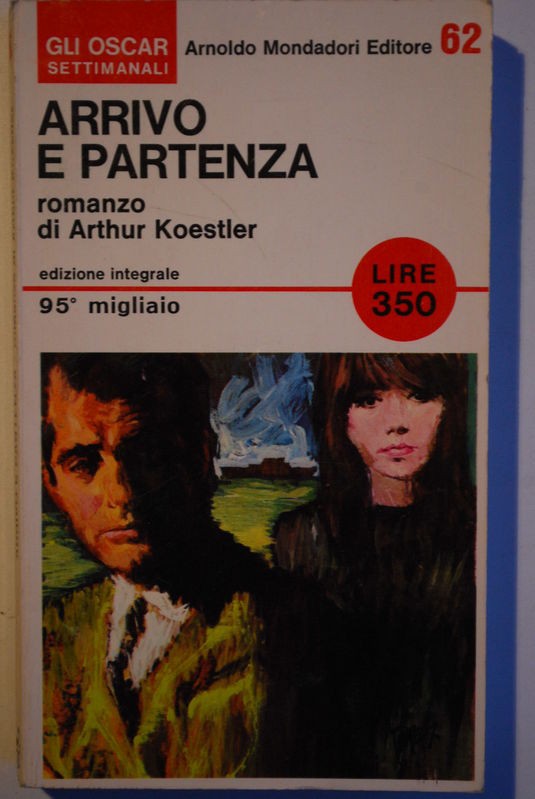 GLI OSCAR
SETTIMANALI
Arnoldo Mondadori Editore 62
ARRIVO
E PARTENZA
romanzo
di Arthur Koestler
edizione integrale
95° migliaio
LIRE
350